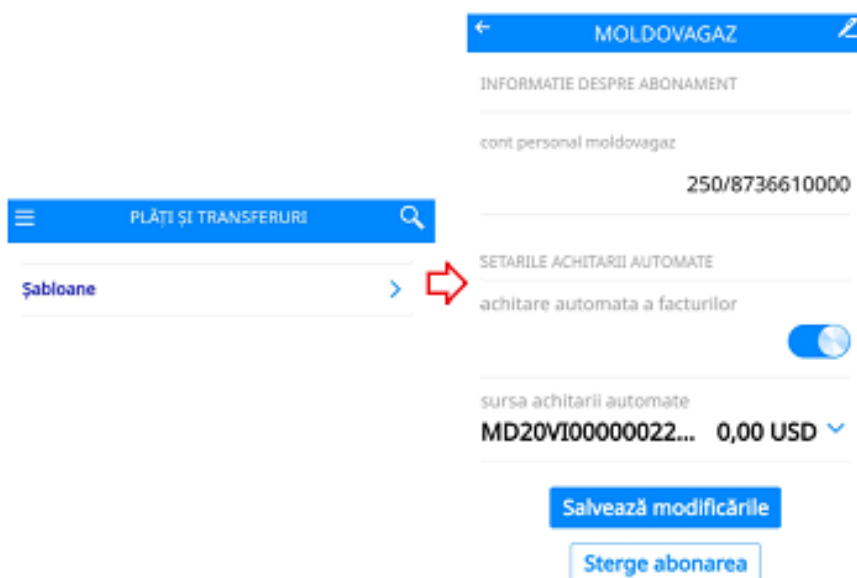 PLĂȚI ȘI TRANSFERURI
Șabloane
MOLDOVAGAZ
INFORMATIE DESPRE ABONAMENT
cont personal moldovagaz
250/8736610000
SETARILE ACHITARII AUTOMATE
achitare automata a facturilor
sursa achitarii automate
MD20VI00000022... 0,00 USD
Salvează modificările
Sterge abonarea